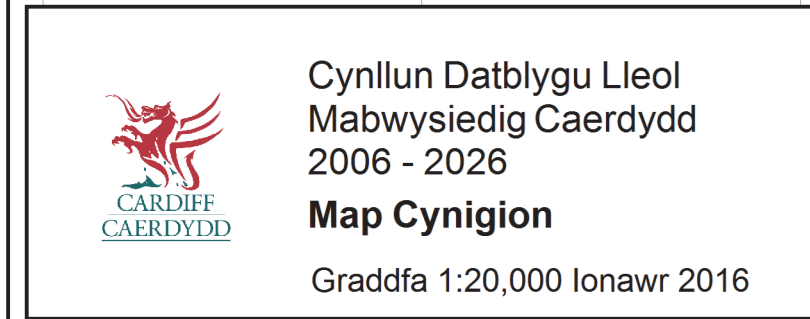 Cynllun Datblygu Lleol
Mabwysiedig Caerdydd
2006 - 2026
Map Cynigion
Graddfa 1:20,000 Ionawr 2016
CARDIFF
CAERDYDD